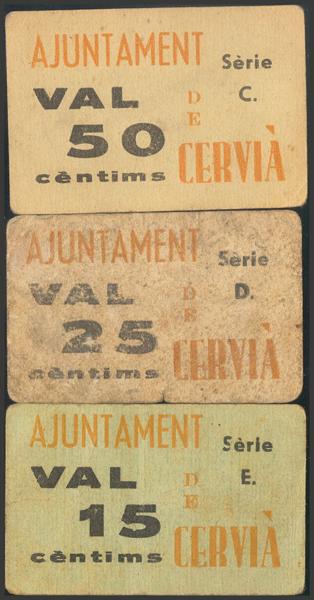 AJUNTAMENT
Sèrie
VAL
DE
C.
50
CERVIÀ
cèntims
AJUNTAMENT
Sèrie
VAL
DE
D.
25
CERVIÀ
cèntims
AJUNTAMENT
Sèrie
VAL
DE
E.
15
CERVIÀ
cèntims